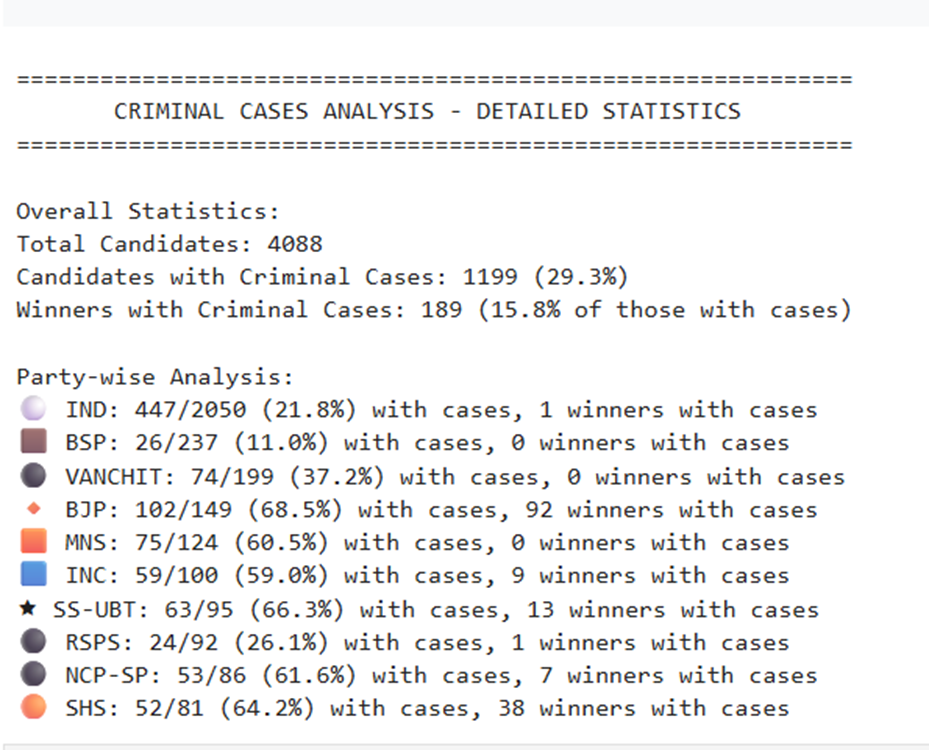 ============================================================
CRIMINAL CASES ANALYSIS - DETAILED STATISTICS
============================================================
Overall Statistics:
Total Candidates: 4088
Candidates with Criminal Cases: 1199 (29.3%)
Winners with Criminal Cases: 189 (15.8% of those with cases)
Party-wise Analysis:
IND: 447/2050 (21.8%) with cases, 1 winners with cases
BSP: 26/237 (11.0%) with cases, 0 winners with cases
VANCHIT: 74/199 (37.2%) with cases, 0 winners with cases
BJP: 102/149 (68.5%) with cases, 92 winners with cases
MNS: 75/124 (60.5%) with cases, 0 winners with cases
INC: 59/100 (59.0%) with cases, 9 winners with cases
★ SS-UBT: 63/95 (66.3%) with cases, 13 winners with cases
RSPS: 24/92 (26.1%) with cases, 1 winners with cases
NCP-SP: 53/86 (61.6%) with cases, 7 winners with cases
SHS: 52/81 (64.2%) with cases, 38 winners with cases